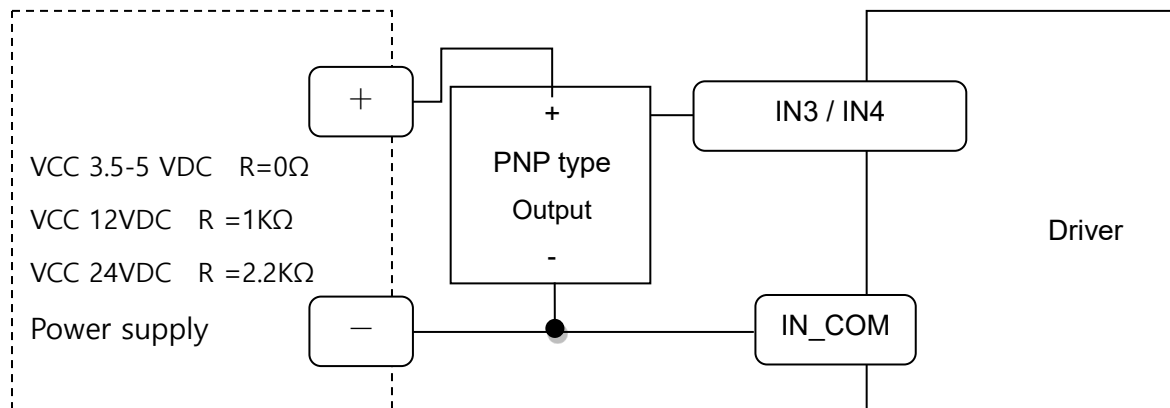 +
VCC 3.5-5 VDC R=0Ω
VCC 12VDC R =1KΩ
VCC 24VDC R =2.2KΩ
Power supply
−
+
PNP type
Output
-
IN3 / IN4
IN_COM
Driver